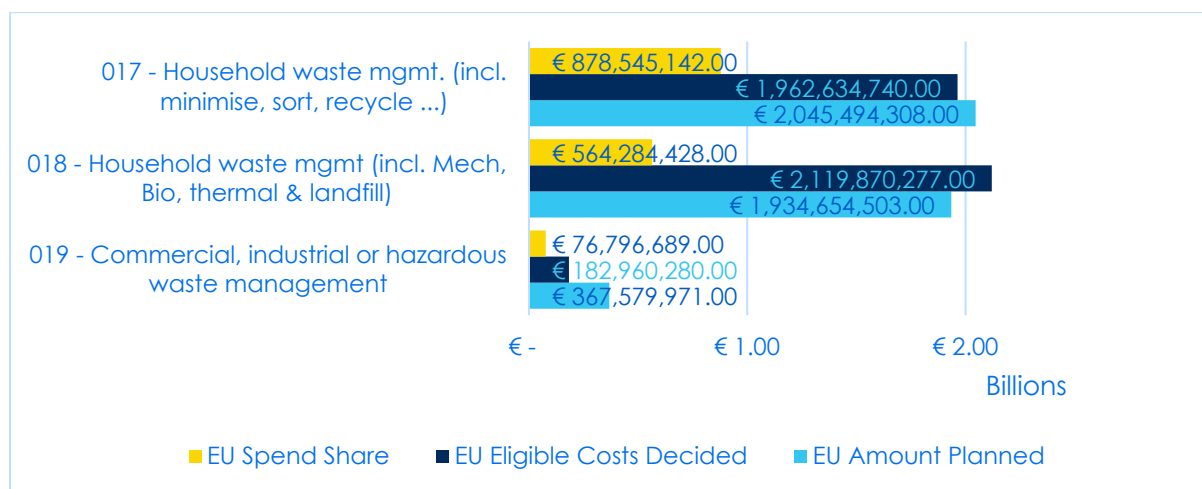 017 - Household waste mgmt. (incl.
minimise, sort, recycle ...)
€ 878,545,142.00
€ 1,962,634,740.00
€ 2,045,494,308.00
018 - Household waste mgmt (incl. Mech,
Bio, thermal & landfill)
€ 564,284,428.00
€ 2,119,870,277.00
€ 1,934,654,503.00
019 - Commercial, industrial or hazardous
waste management
€ 76,796,689.00
€ 182,960,280.00
€ 367,579,971.00
€ - € 1.00 € 2.00
Billions
EU Spend Share EU Eligible Costs Decided EU Amount Planned